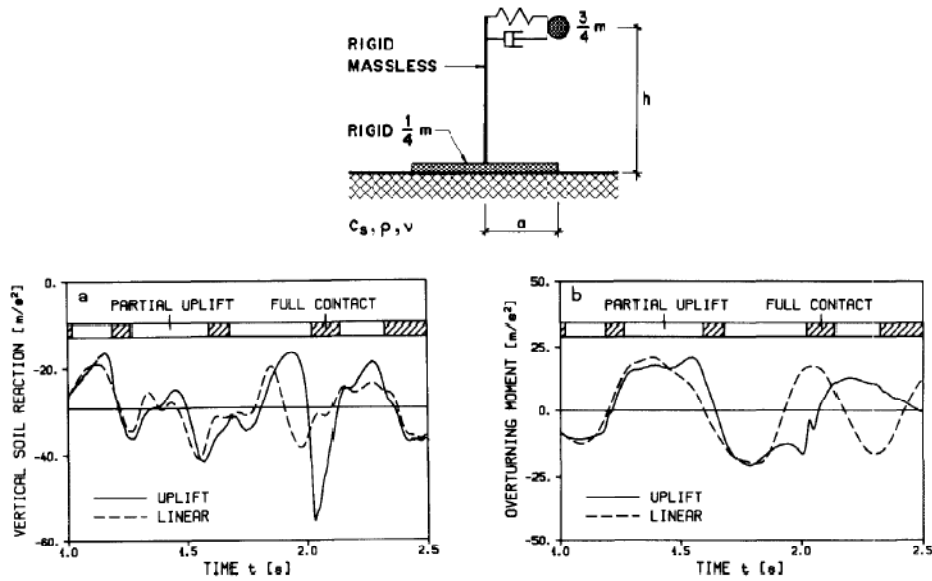 RIGID
MASSLESS
3/4 m
h
RIGID 1/4 m
a
c_s, ρ, ν
VERTICAL SOIL REACTION [m/s²]
0.
-20.
-40.
-60.
a
PARTIAL UPLIFT
FULL CONTACT
UPLIFT
LINEAR
1.0
1.5
2.0
2.5
TIME t [s]
OVERTURNING MOMENT [m/s²]
50.
25.
0.
-25.
-50.
b
PARTIAL UPLIFT
FULL CONTACT
UPLIFT
LINEAR
1.0
1.5
2.0
2.5
TIME t [s]